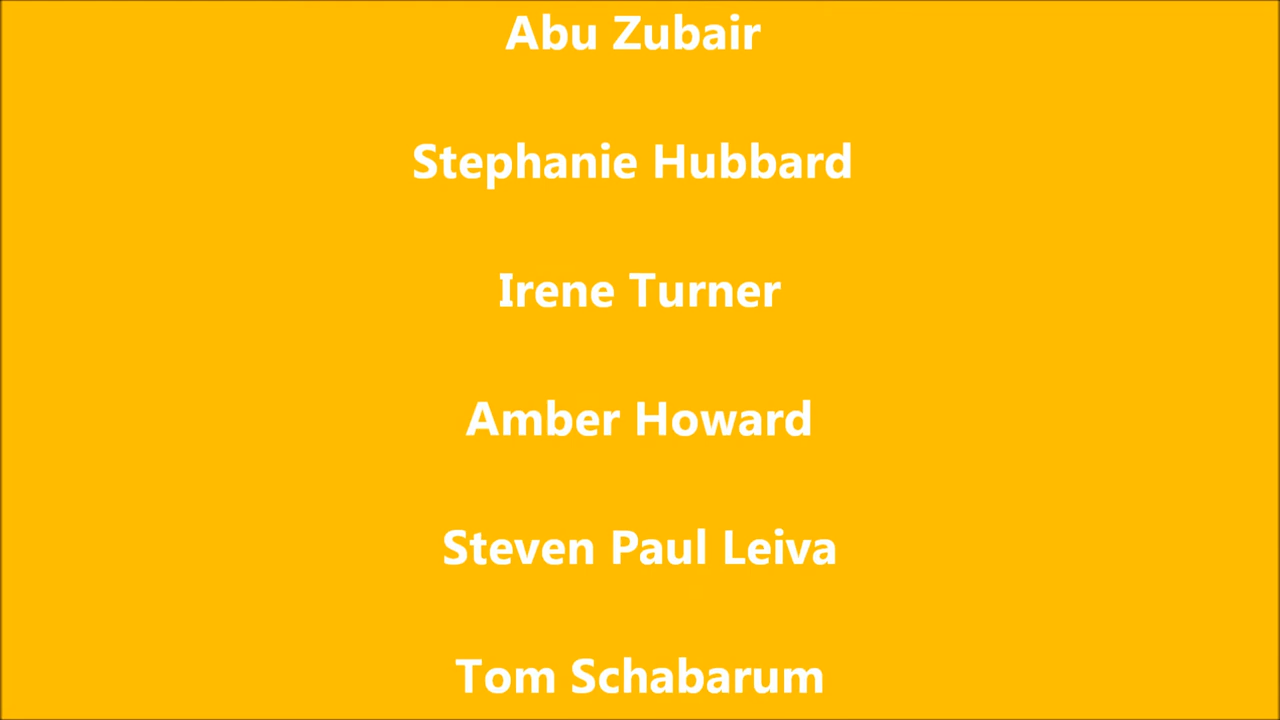 Abu Zubair
Stephanie Hubbard
Irene Turner
Amber Howard
Steven Paul Leiva
Tom Schabarum